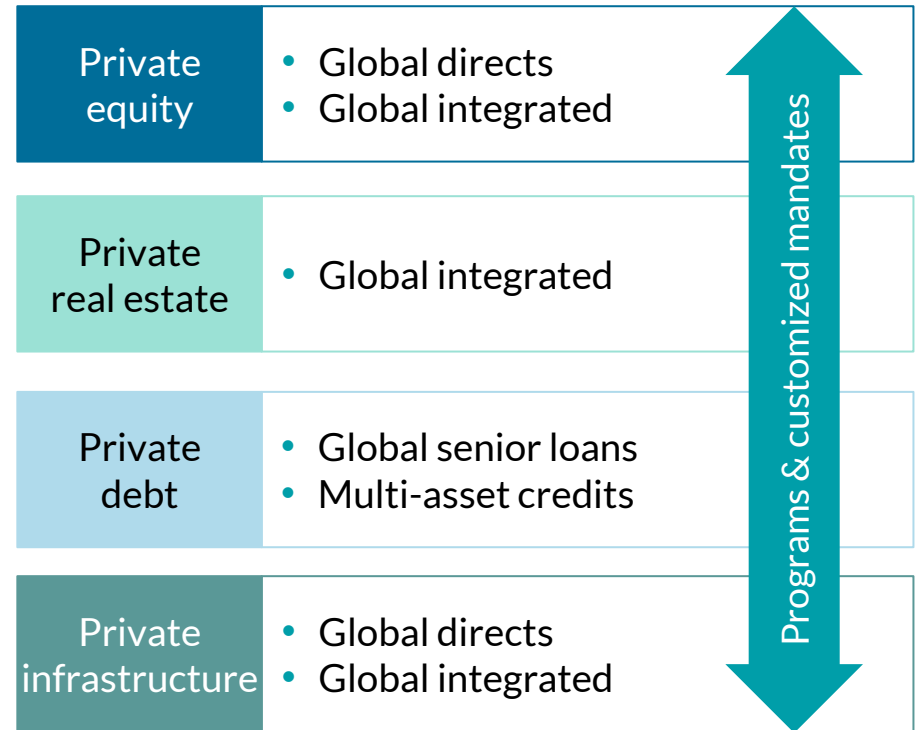 Private
equity
• Global directs
• Global integrated
Private
real estate
• Global integrated
Private
debt
• Global senior loans
• Multi-asset credits
Private
infrastructure
• Global directs
• Global integrated
Programs & customized mandates